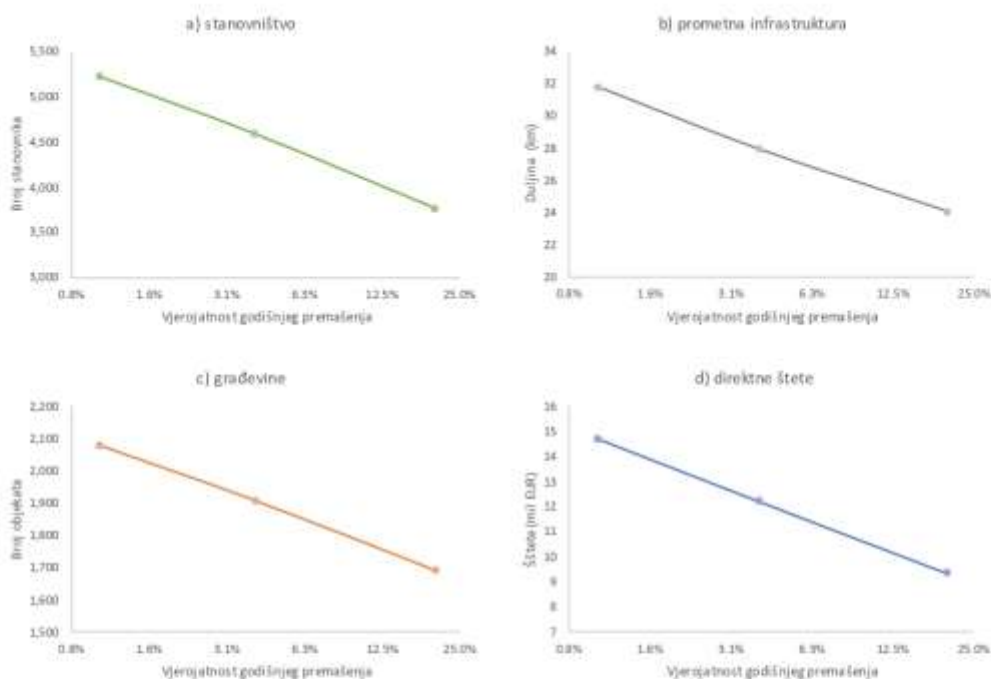 a) stanovništvo
5,500
5,000
4,500
4,000
3,500
3,000
Broj stanovnika
0.8% 1.6% 3.1% 6.3% 12.5% 25.0%
Vjerojatnost godišnjeg premašenja
b) prometna infrastruktura
34
32
30
28
26
24
22
20
Duljina (km)
0.8% 1.6% 3.1% 6.3% 12.5% 25.0%
Vjerojatnost godišnjeg premašenja
c) građevine
2,200
2,100
2,000
1,900
1,800
1,700
1,600
1,500
Broj objekata
0.8% 1.6% 3.1% 6.3% 12.5% 25.0%
Vjerojatnost godišnjeg premašenja
d) direktne štete
16
15
14
13
12
11
10
9
8
7
Šštete (mil EUR)
0.8% 1.6% 3.1% 6.3% 12.5% 25.0%
Vjerojatnost godišnjeg premašenja